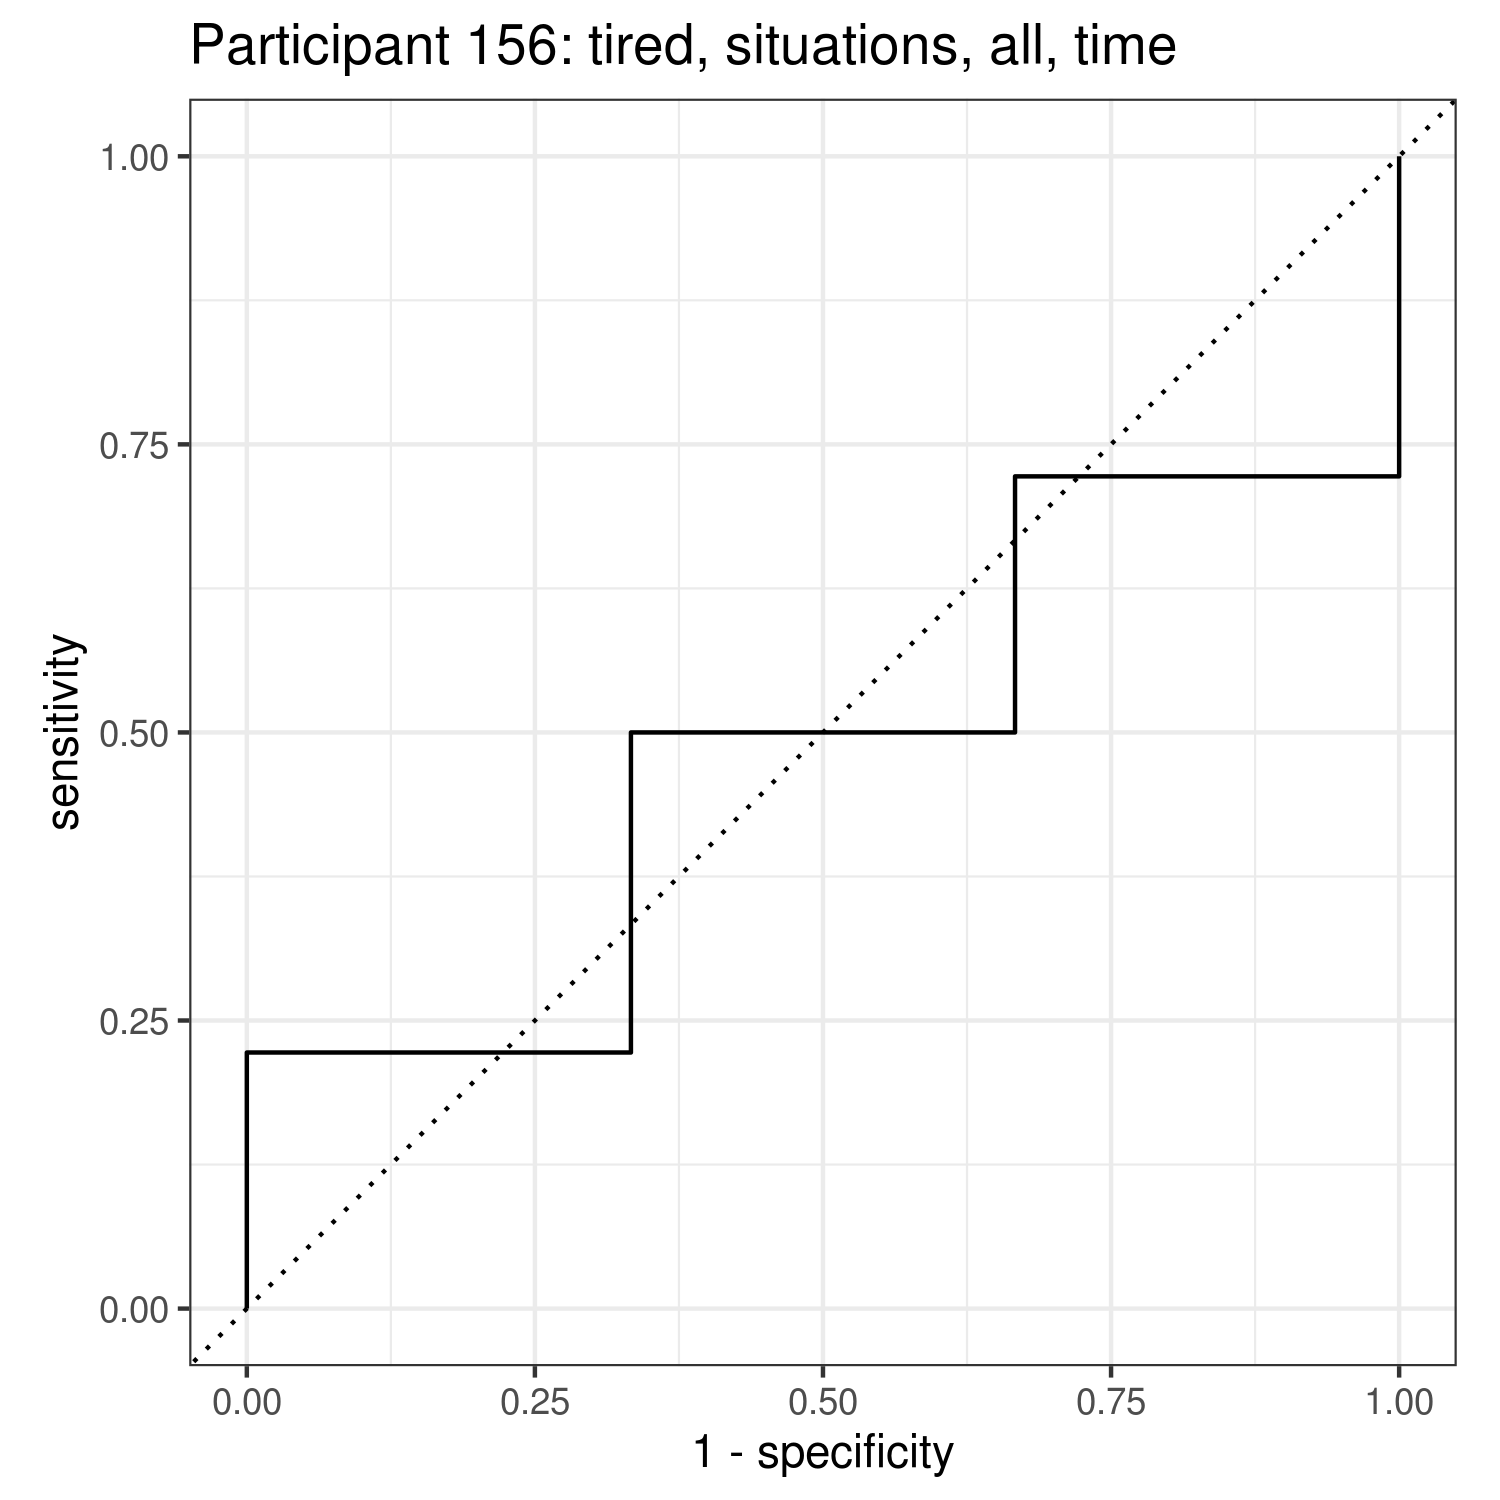 Participant 156: tired, situations, all, time
sensitivity
1.00
0.75
0.50
0.25
0.00
0.00 0.25 0.50 0.75 1.00
1 - specificity